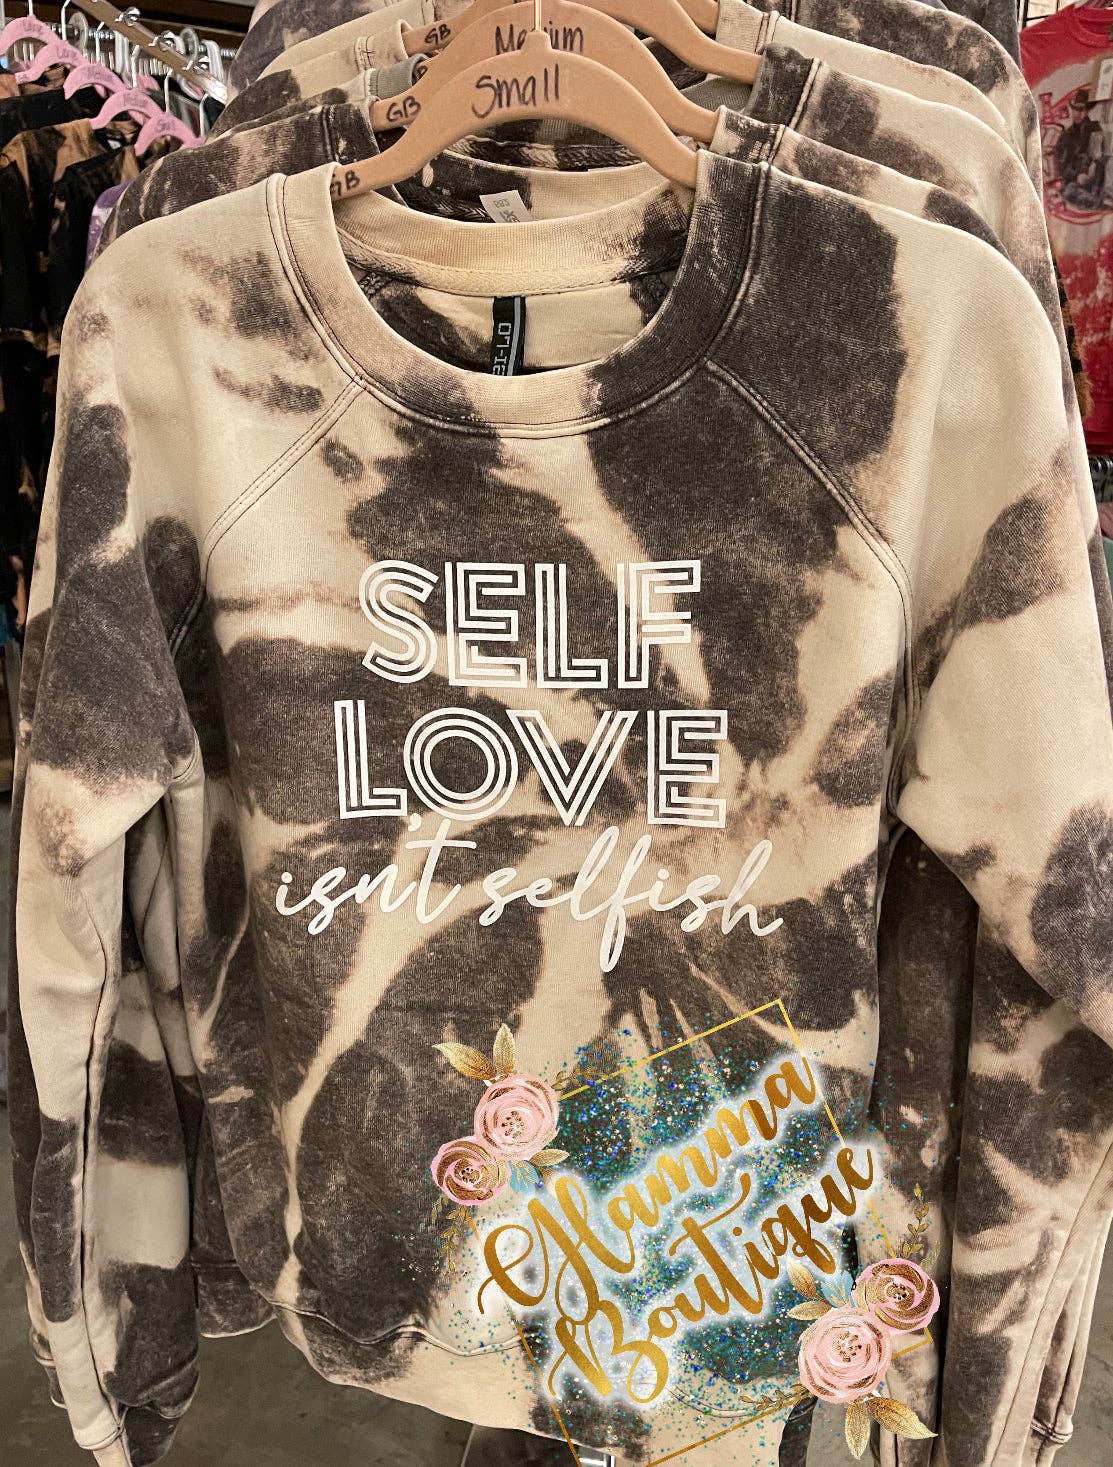 GB
Medium
GB
Small
GB
SELF
LOVE
isn't selfish
Glamma
Boutique